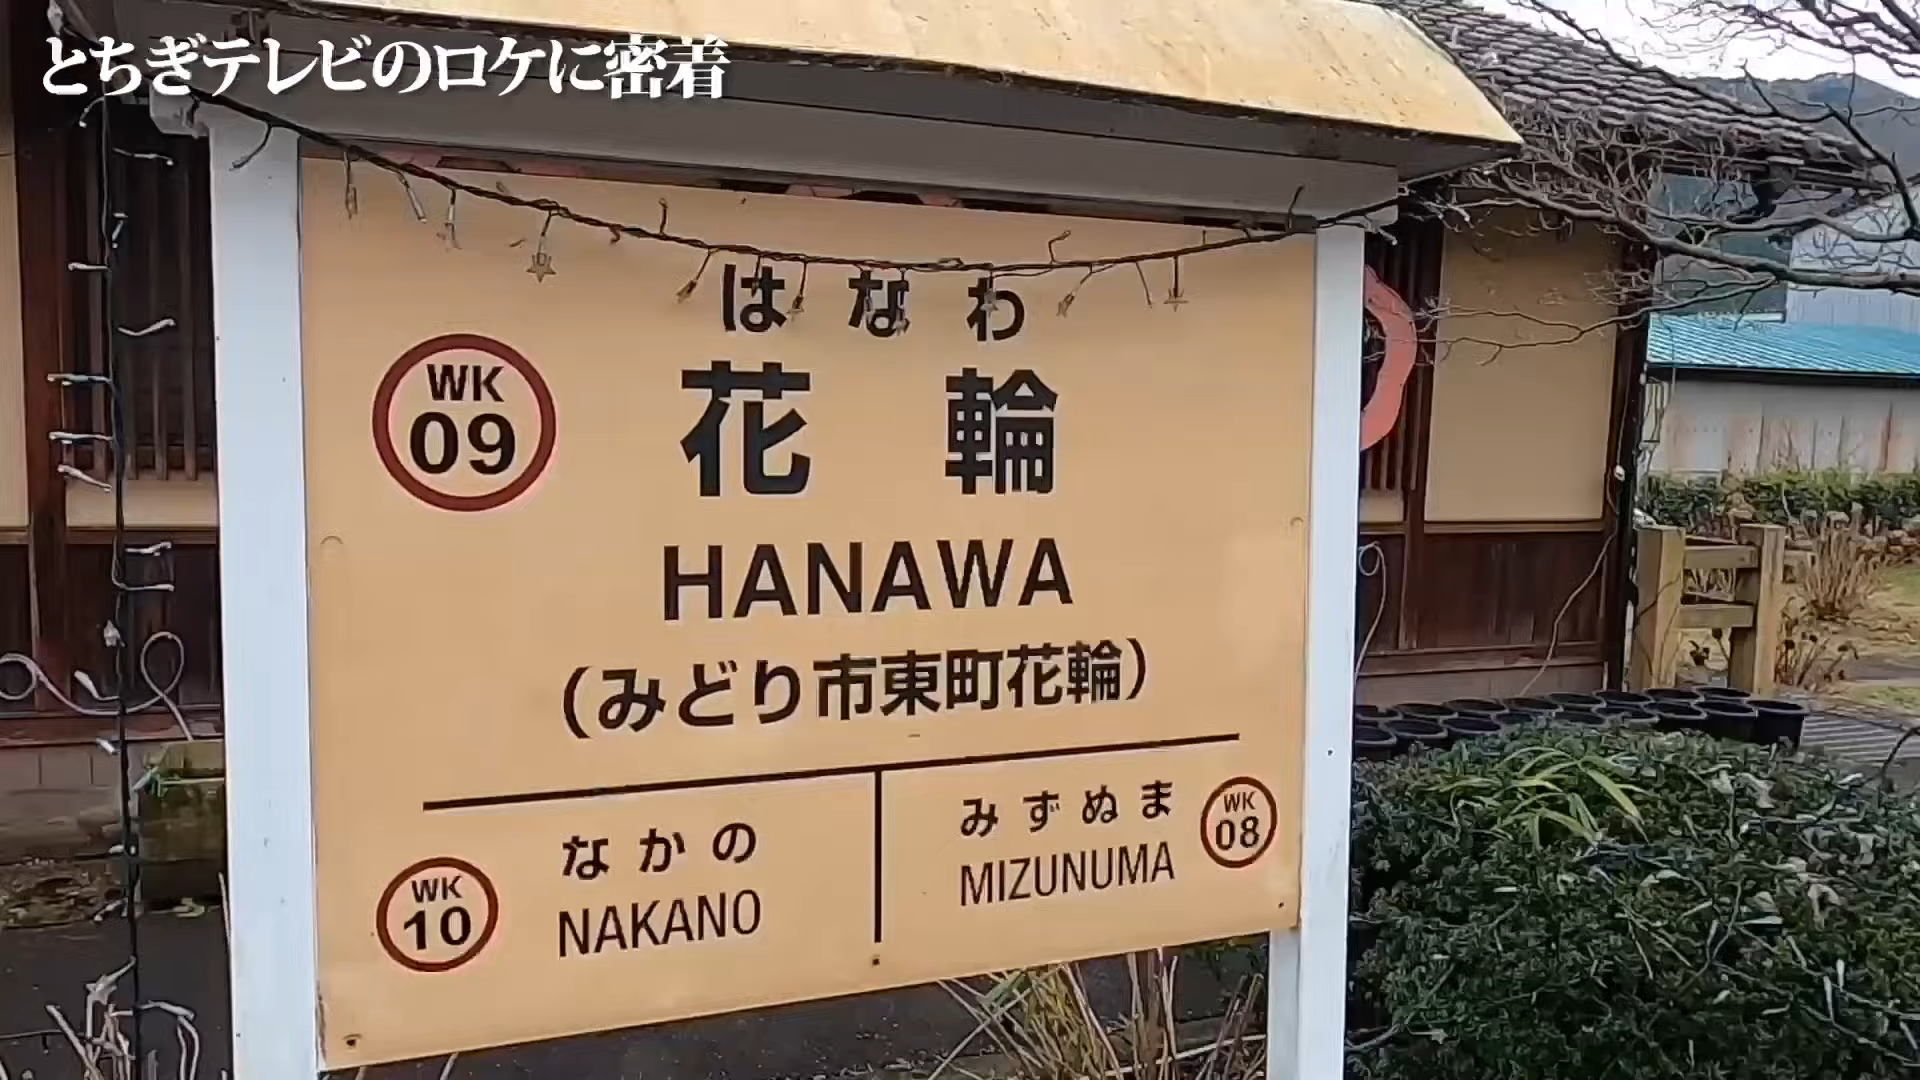 とちぎテレビのロケに密着
はなわ
WK
09
花輪
HANAWA
(みどり市東町花輪)
なかの
WK
10
NAKANO
みずぬま
WK
08
MIZUNUMA